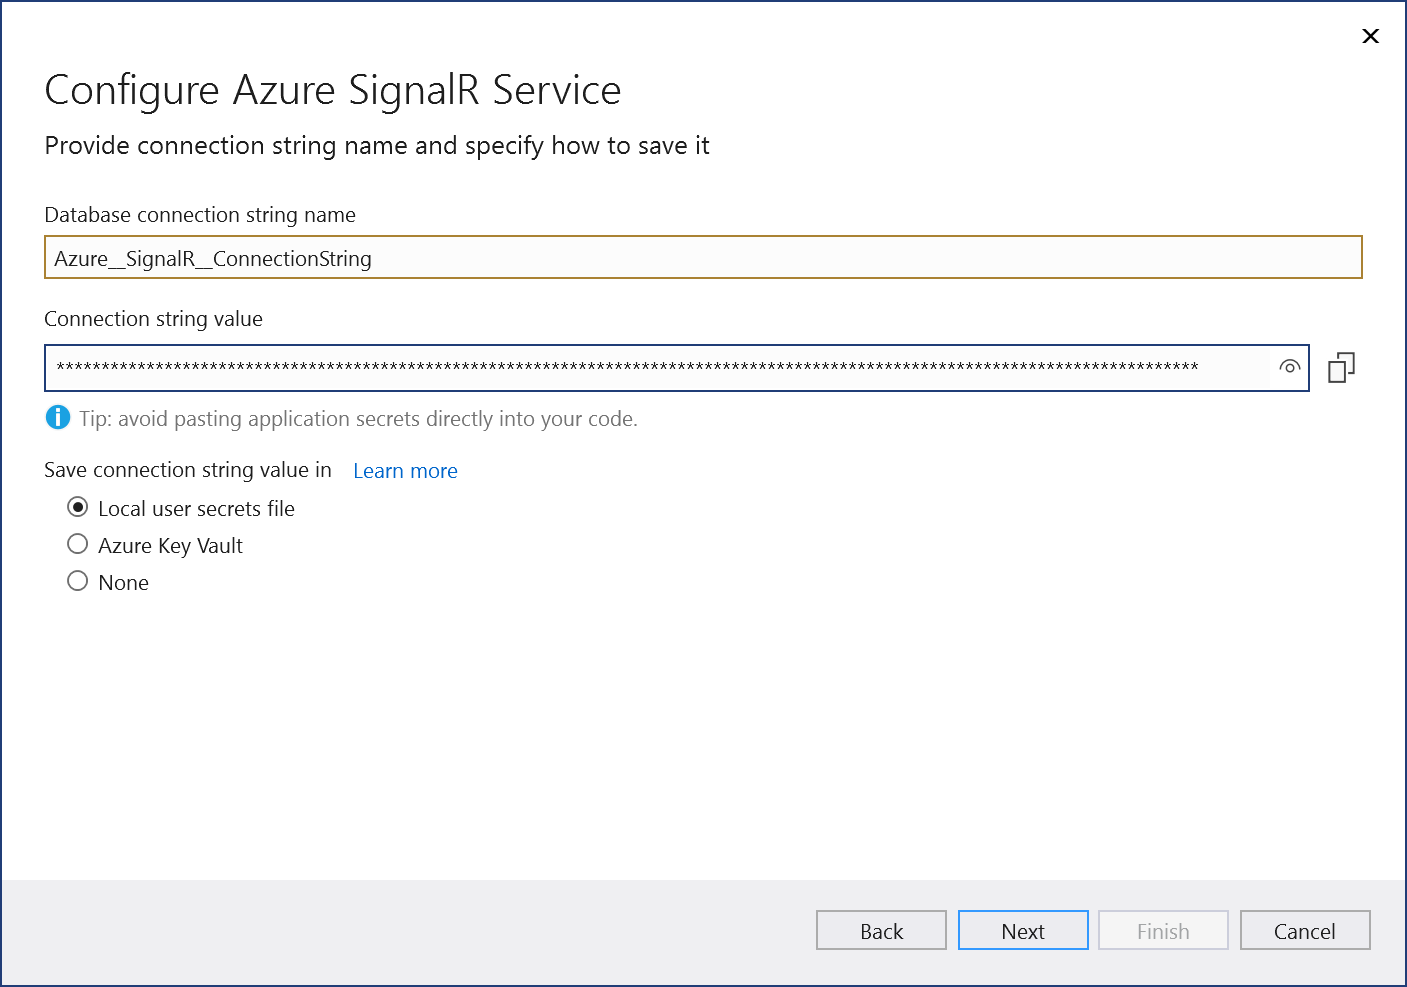 Configure Azure SignalR Service
Provide connection string name and specify how to save it
Database connection string name
Azure__SignalR__ConnectionString
Connection string value
*******************************************************************************************************************************
Tip: avoid pasting application secrets directly into your code.
Save connection string value in Learn more
Local user secrets file
Azure Key Vault
None
Back Next Finish Cancel